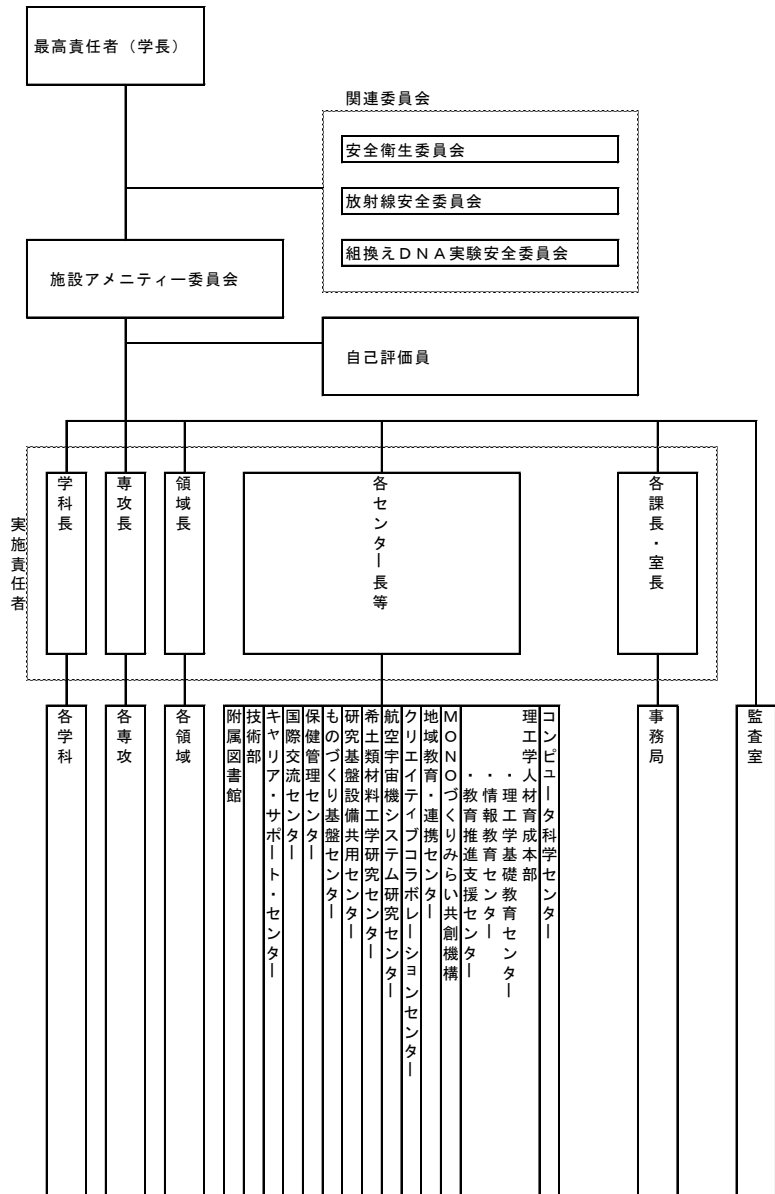 最高責任者（学長）
関連委員会
安全衛生委員会
放射線安全委員会
組換えＤＮＡ実験安全委員会
施設アメニティー委員会
自己評価員
実施責任者
学科長
専攻長
領域長
各センター長等
各課長・室長
各学科
各専攻
各領域
附属図書館
技術部
キャリア・サポート・センター
国際交流センター
保健管理センター
ものづくり基盤センター
研究基盤設備共用センター
希土類材料工学研究センター
航空宇宙機システム研究センター
クリエイティブコラボレーションセンター
地域教育・連携センター
ＭＯＮＯづくりみらい共創機構
・教育推進支援センター
・情報教育センター
・理工学基礎教育センター
理工学人材育成本部
コンピュータ科学センター
事務局
監査室